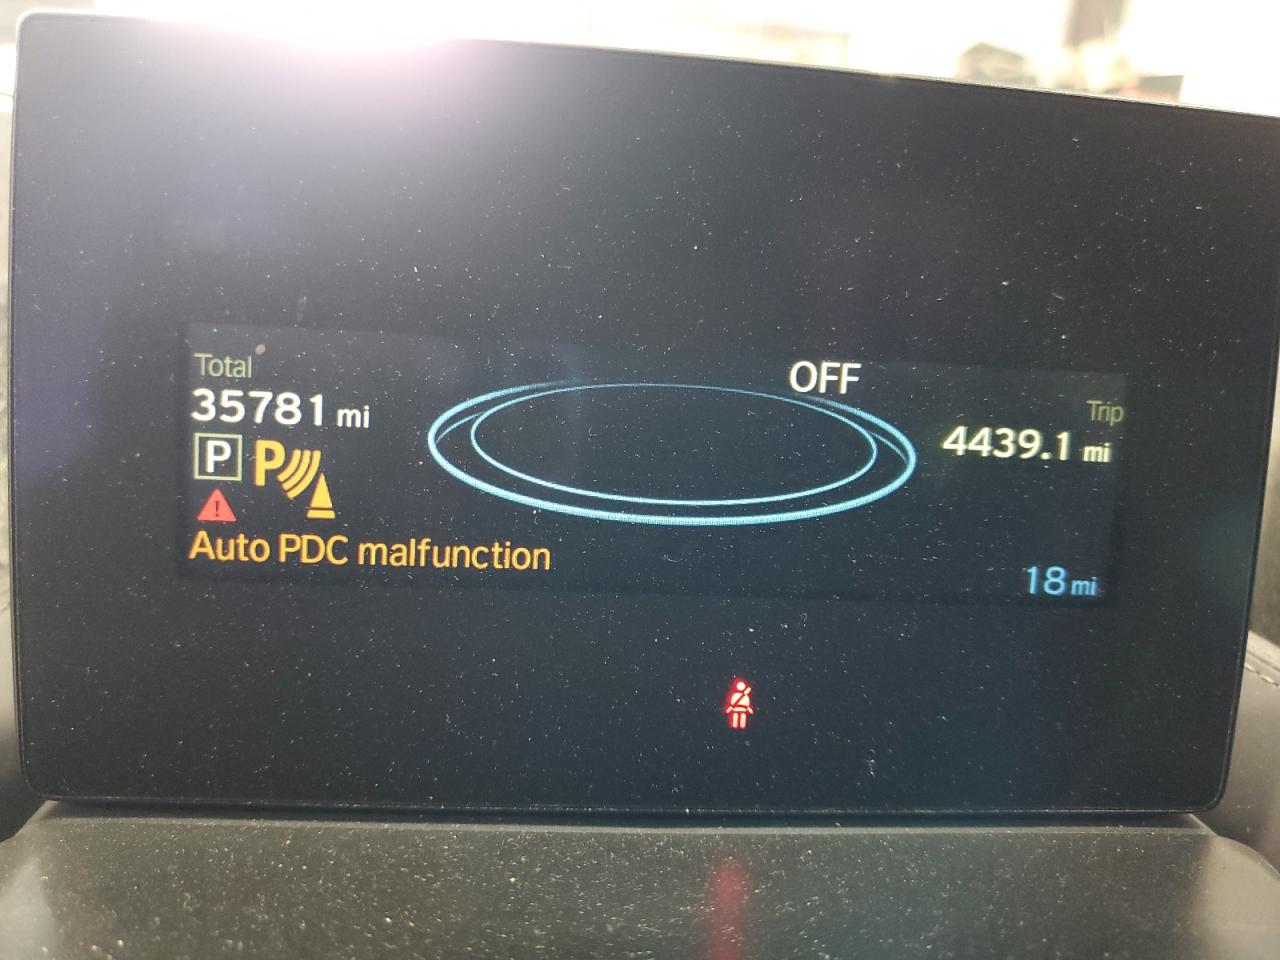 Total
35781 mi
P P
!
Auto PDC malfunction
OFF
Trip
4439.1 mi
18 mi